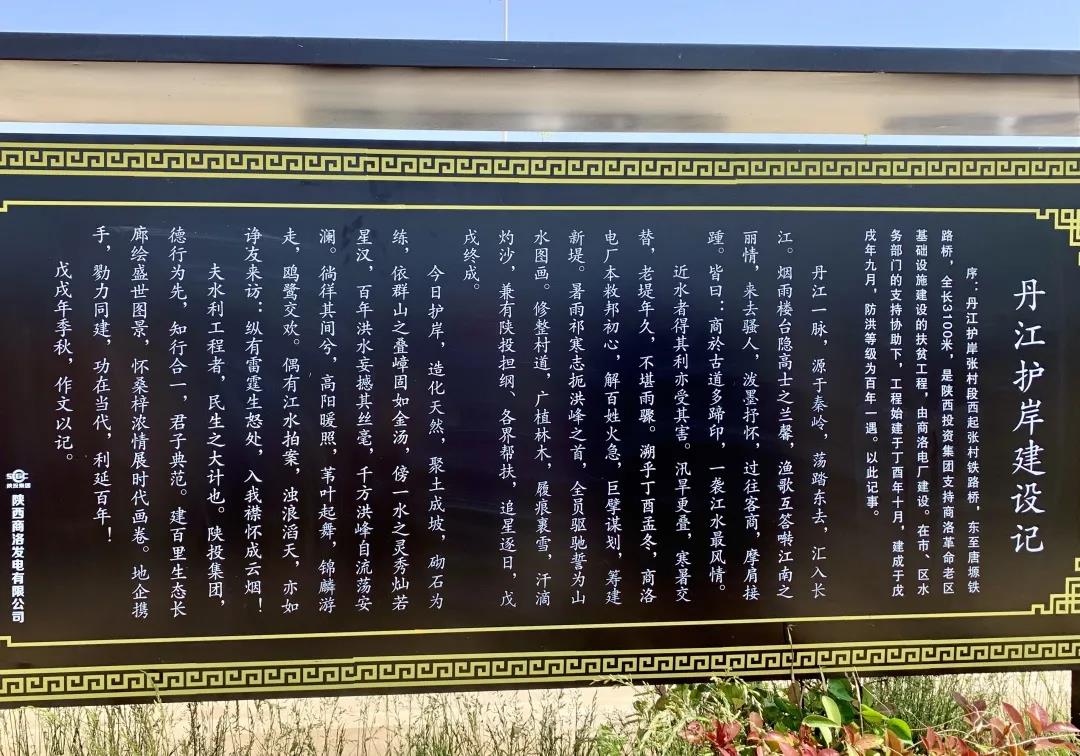 丹江护岸建设记
序：丹江护岸张村段西起张村铁路桥，东至唐塬铁
路桥，全长3100米，是陕西投资集团支持商洛革命老区
基础设施建设的扶贫工程，由商洛电厂建设。在市、区水
务部门的支持协助下，工程始建于丁酉年十月，建成于戊
戌年九月，防洪等级为百年一遇。以此记事。
丹江一脉，源于秦岭，荡踏东去，汇入长
江。烟雨楼台隐高士之兰馨，渔歌互答啭江南之
丽情，来去骚人，泼墨抒怀，过往客商，摩肩接
踵。皆曰：商於古道多蹄印，一袭江水最风情。
近水者得其利亦受其害。汛旱更叠，寒暑交
替，老堤年久，不堪雨骤。溯乎丁酉孟冬，商洛
电厂本救邦初心，解百姓火急，巨擘谋划，筹建
新堤。暑雨祁寒志扼洪峰之首，全员驱驰誓为山
水图画。修整村道，广植林木，履痕裹雪，汗滴
灼沙，兼有陕投担纲、各界帮扶，追星逐日，戊
戌终成。
今日护岸，造化天然，聚土成坡，砌石为
练，依群山之叠嶂固如金汤，傍一水之灵秀灿若
星汉，百年洪水妄撼其丝毫，千方洪峰自流荡安
澜。徜徉其间兮，高阳暖照，苇叶起舞，锦鳞游
走，鸥鹭交欢。偶有江水拍案，浊浪滔天，亦如
诤友来访：纵有雷霆生怒处，入我襟怀成云烟！
夫水利工程者，民生之大计也。陕投集团，
德行为先，知行合一，君子典范。建百里生态长
廊绘盛世图景，怀桑梓浓情展时代画卷。地企携
手，勠力同建，功在当代，利延百年！
戊戌年季秋，作文以记。
陕投集团
陕西商洛发电有限公司